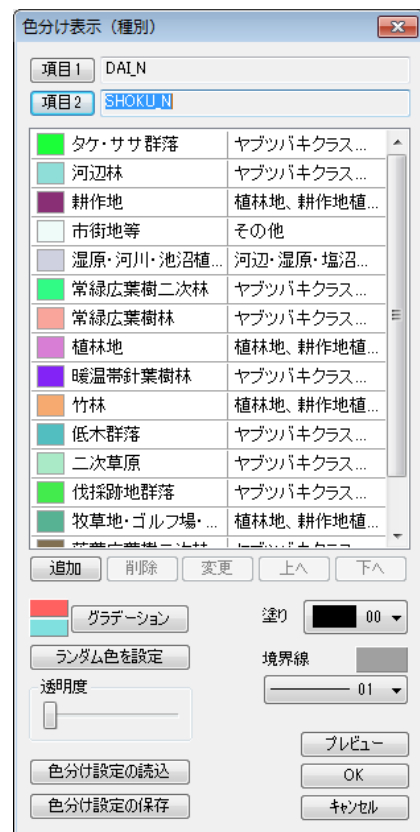 色分け表示（種別）
項目1 DAI_N
項目2 SHOKU_N
タケ・ササ群落 ヤブツバキクラス...
河辺林 ヤブツバキクラス...
耕作地 植林地、耕作地植...
市街地等 その他
湿原・河川・池沼植... 河辺・湿原・塩沼...
常緑広葉樹二次林 ヤブツバキクラス...
常緑広葉樹林 ヤブツバキクラス...
植林地 植林地、耕作地植...
暖温帯針葉樹林 ヤブツバキクラス...
竹林 植林地、耕作地植...
低木群落 ヤブツバキクラス...
二次草原 ヤブツバキクラス...
伐採跡地群落 ヤブツバキクラス...
牧草地・ゴルフ場・... 植林地、耕作地植...
追加 削除 変更 上へ 下へ
グラデーション 塗り 00
ランダム色を設定 境界線
透明度 01
プレビュー
色分け設定の読込 OK
色分け設定の保存 キャンセル